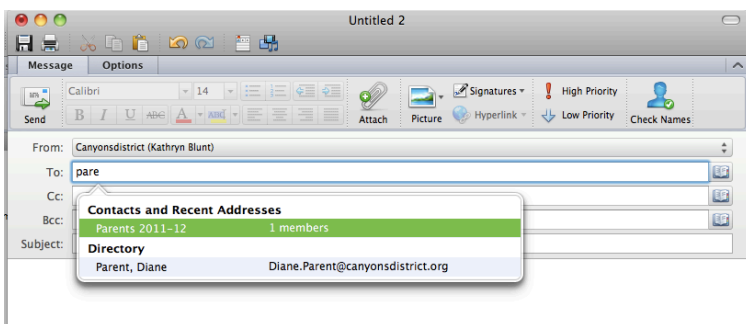 Untitled 2
Message Options
Calibri 14 Signatures High Priority
Send B I U ABC A ABC Attach Picture Hyperlink Low Priority Check Names
From: Canyonsdistrict (Kathryn Blunt)
To: pare
Cc:
Contacts and Recent Addresses
Bcc: Parents 2011-12 1 members
Subject: Directory
Parent, Diane Diane.Parent@canyonsdistrict.org